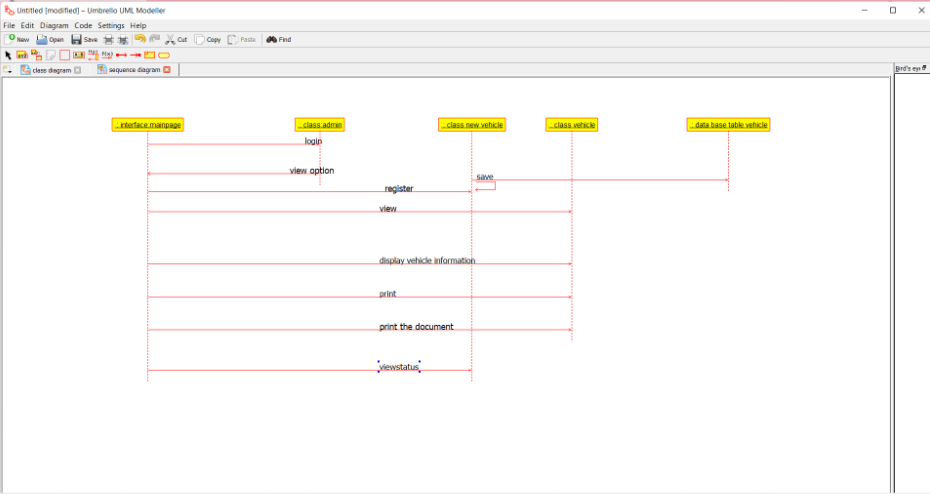 Untitled [modified] – Umbrello UML Modeller
File Edit Diagram Code Settings Help
New Open Save Cut Copy Paste Find
class diagram sequence diagram
Bird's eye
...interface:mainpage ...class:admin ...class:new vehicle ...class:vehicle ...data base:table vehicle
login
view option
save
register
view
display vehicle information
print
print the document
viewstatus